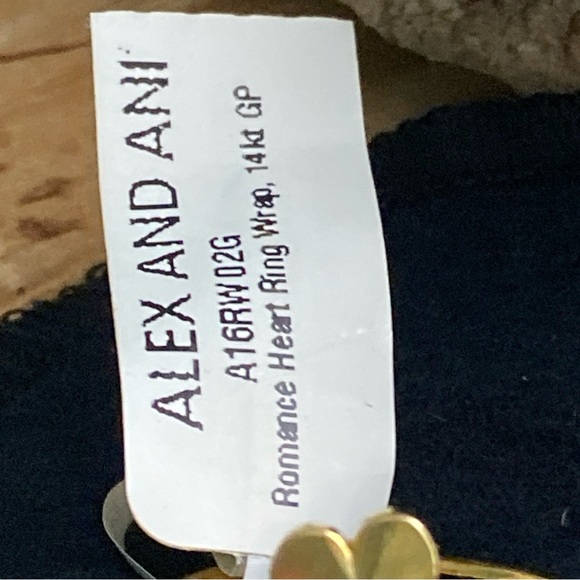 ALEX AND ANI
A16RW02G
Romance Heart Ring Wrap, 14kt GP